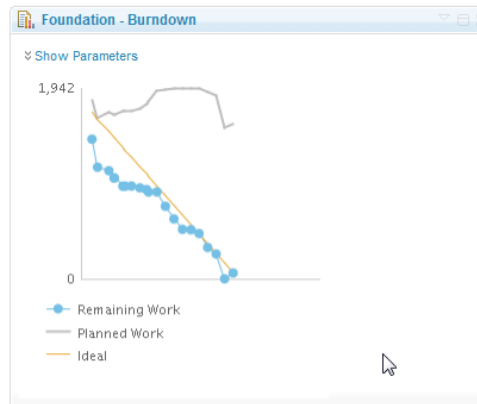 Foundation - Burndown
Show Parameters
1,942
0
Remaining Work
Planned Work
Ideal